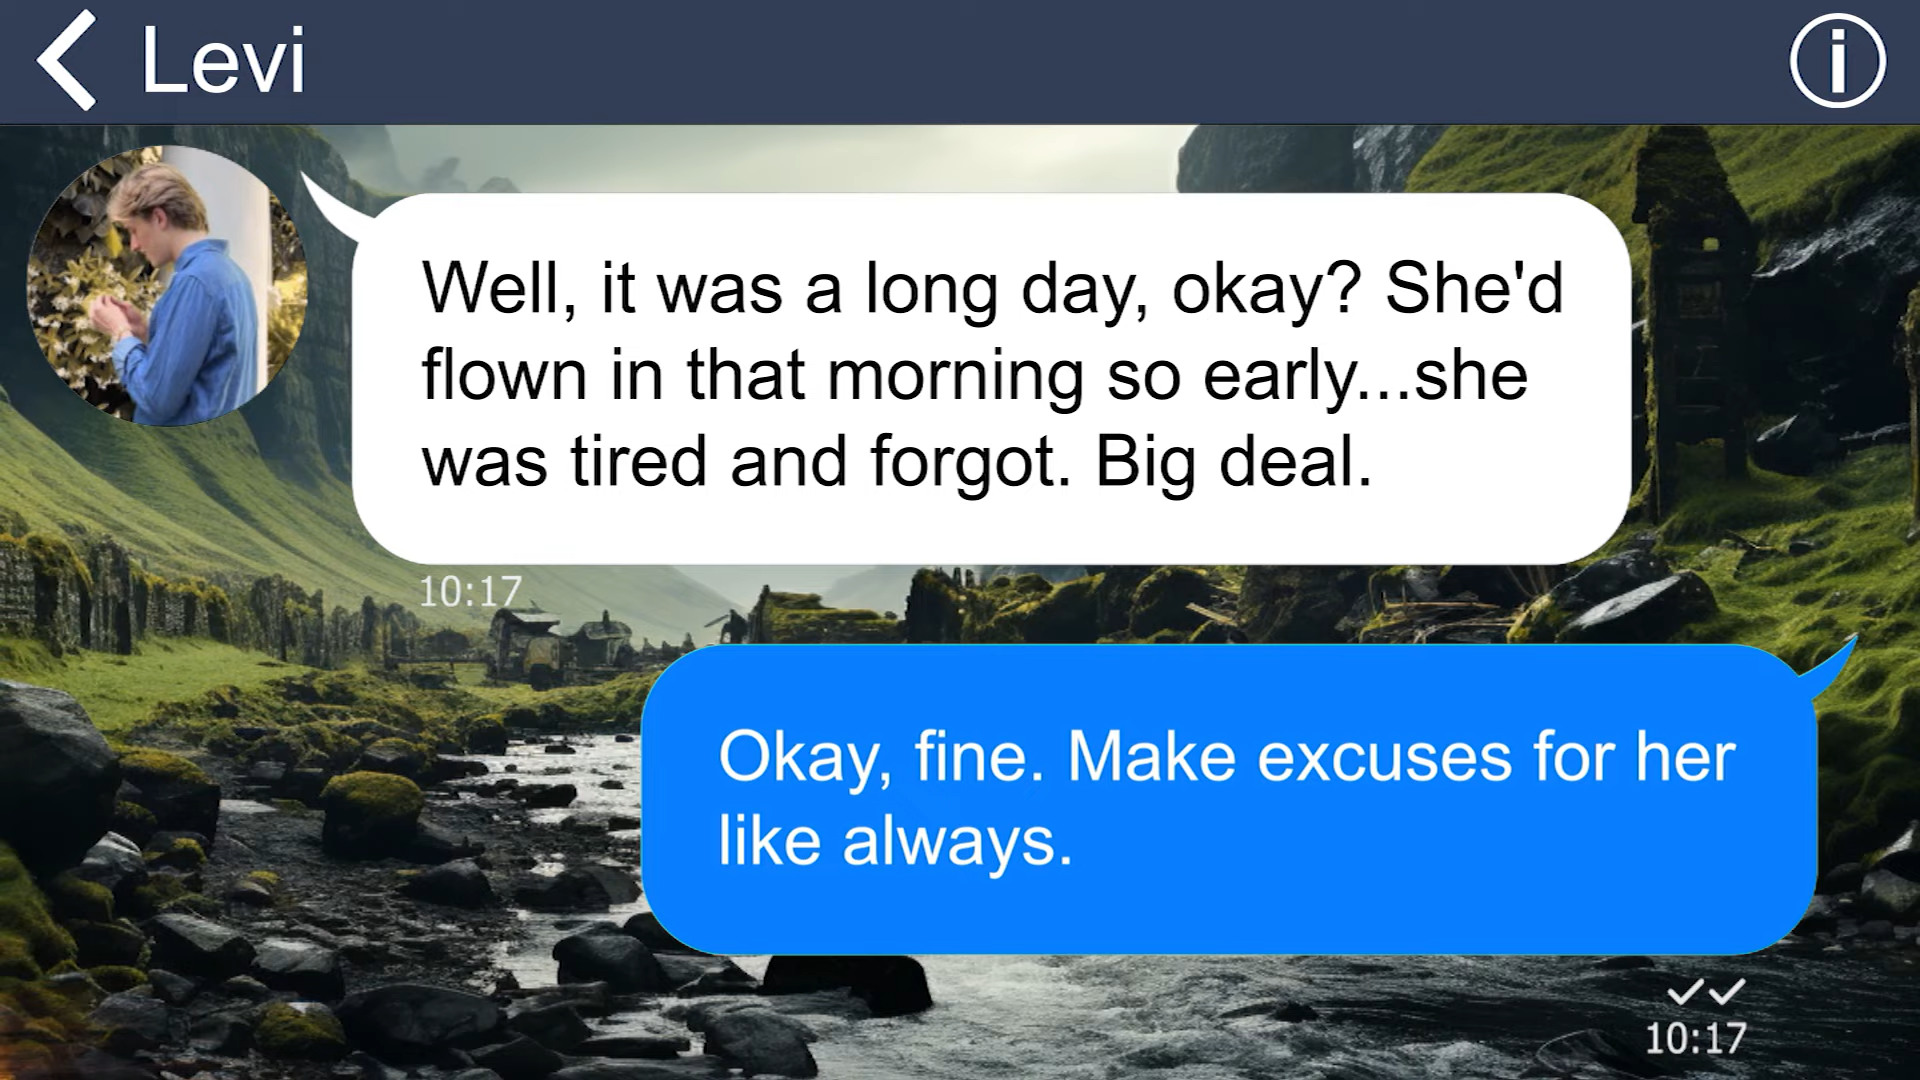 Levi
Well, it was a long day, okay? She'd
flown in that morning so early...she
was tired and forgot. Big deal.
10:17
Okay, fine. Make excuses for her
like always.
10:17